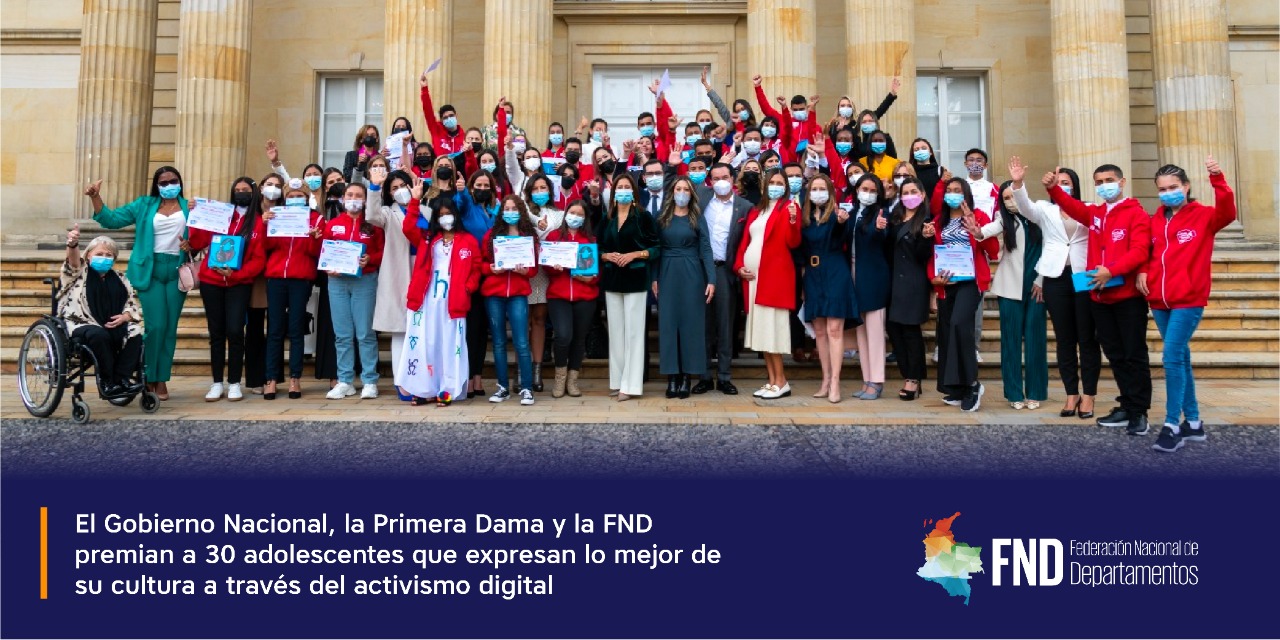 El Gobierno Nacional, la Primera Dama y la FND
premian a 30 adolescentes que expresan lo mejor de
su cultura a través del activismo digital
FND
Federación Nacional de
Departamentos